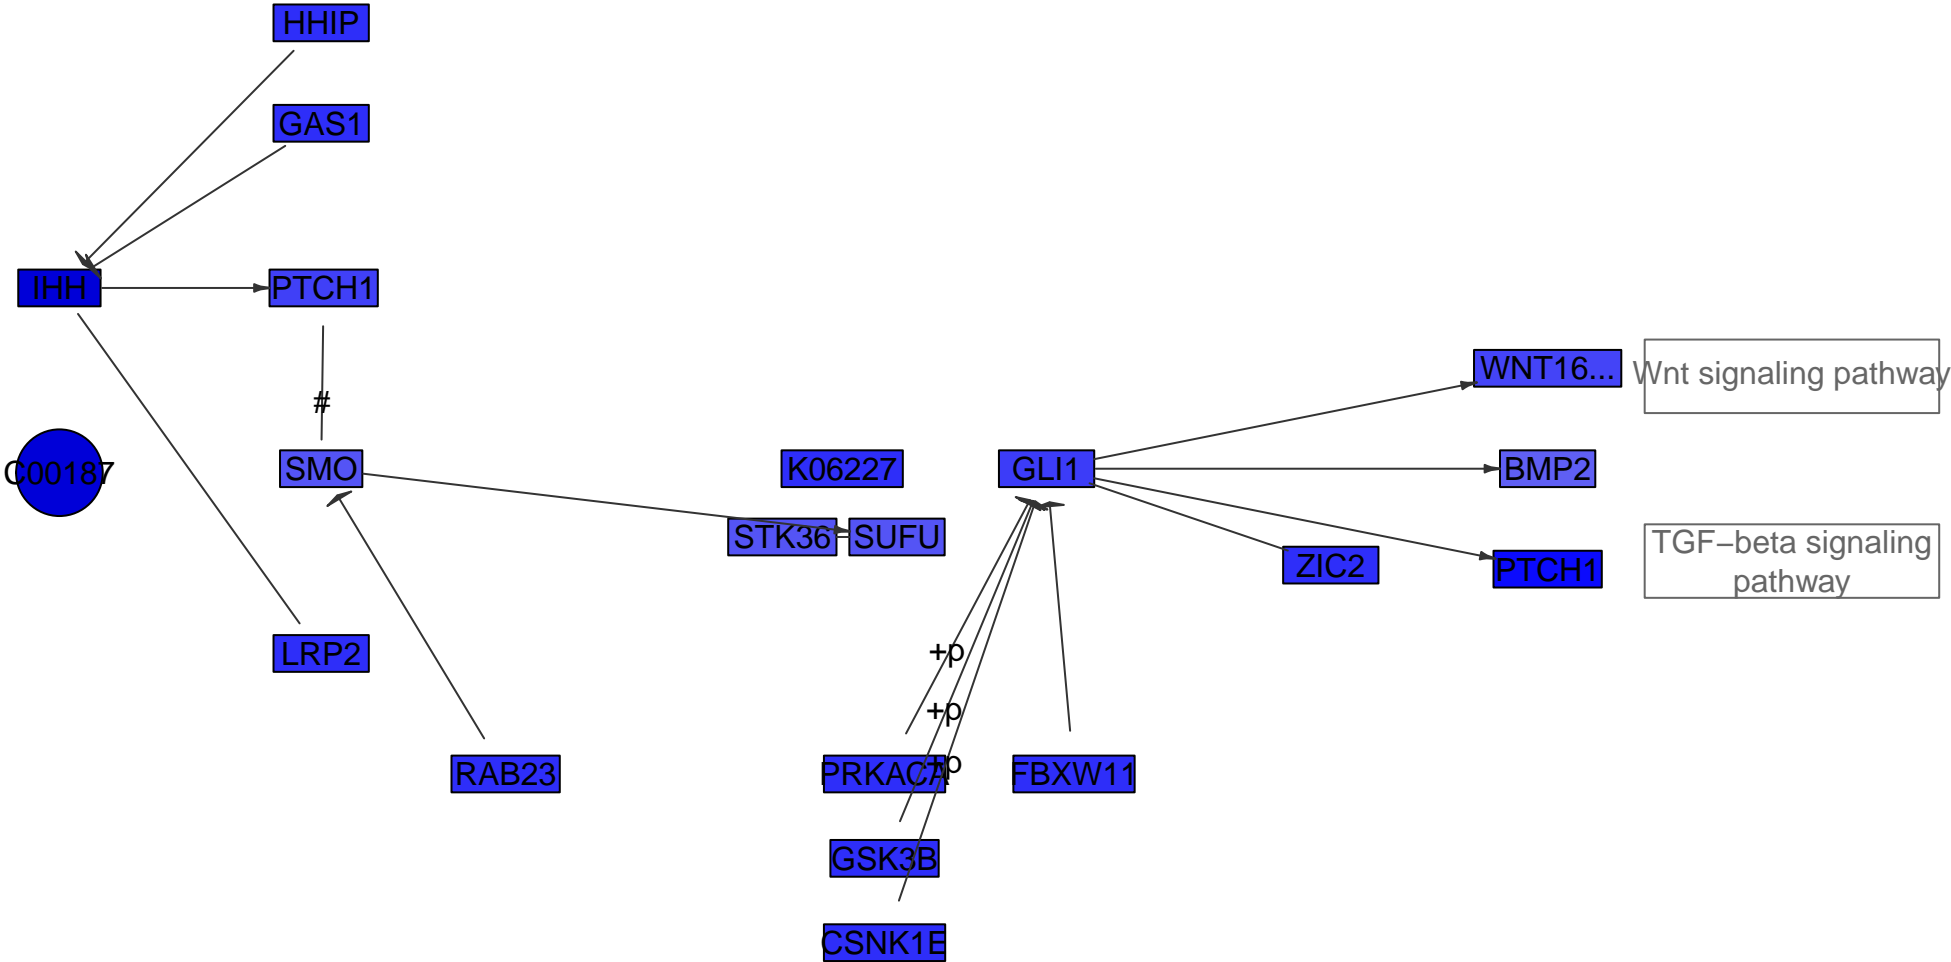 HHIP
GAS1
IHH
PTCH1
WNT16...
Wnt signaling pathway
#
C00187
SMO
K06227
GLI1
BMP2
STK36
SUFU
ZIC2
PTCH1
TGF−beta signaling
pathway
LRP2
+p
+p
+p
RAB23
PRKACA
FBXW11
GSK3B
CSNK1E